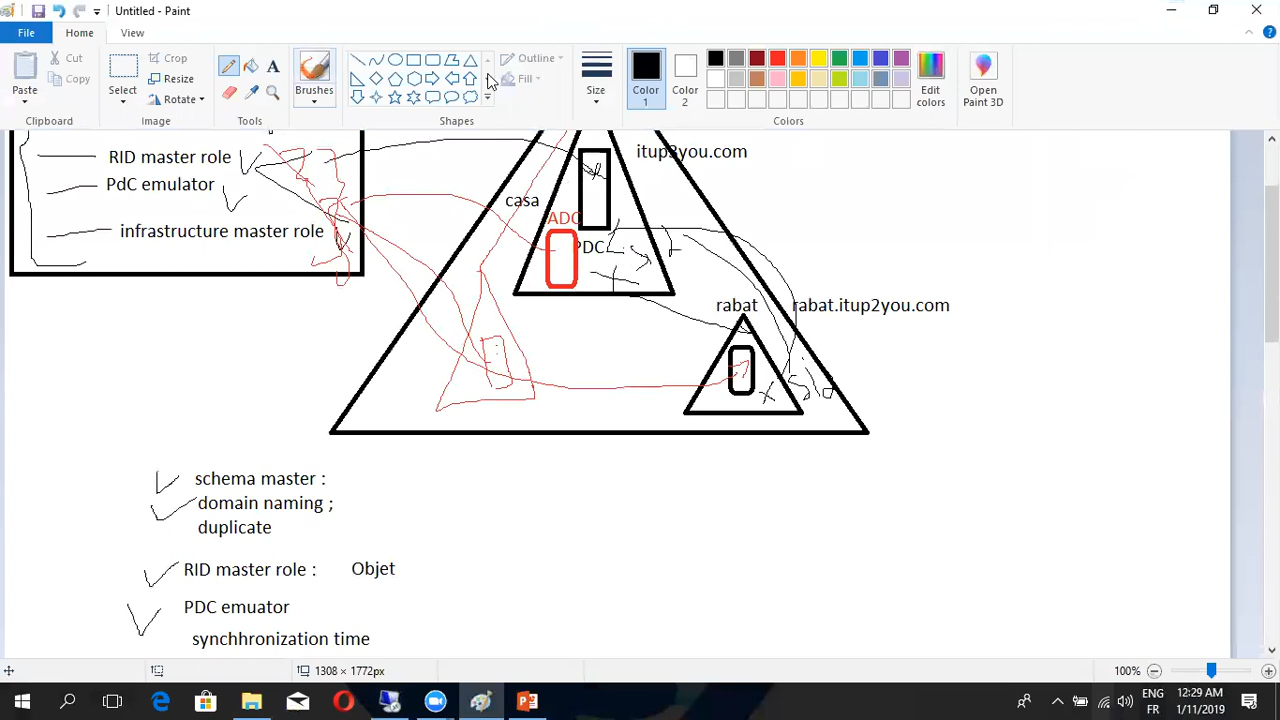 Untitled - Paint
File
Home
View
Paste
Cut
Copy
Clipboard
Select
Crop
Resize
Rotate
Image
Tools
Brushes
Outline
Fill
Shapes
Size
Color 1
Color 2
Edit colors
Open Paint 3D
Colors
RID master role
PdC emulator
infrastructure master role
casa
ADC
PDC
itup3you.com
rabat
rabat.itup2you.com
schema master :
domain naming ;
duplicate
RID master role : Objet
PDC emuator
synchhronization time
1308 × 1772px
100%
ENG
FR
12:29 AM
1/11/2019